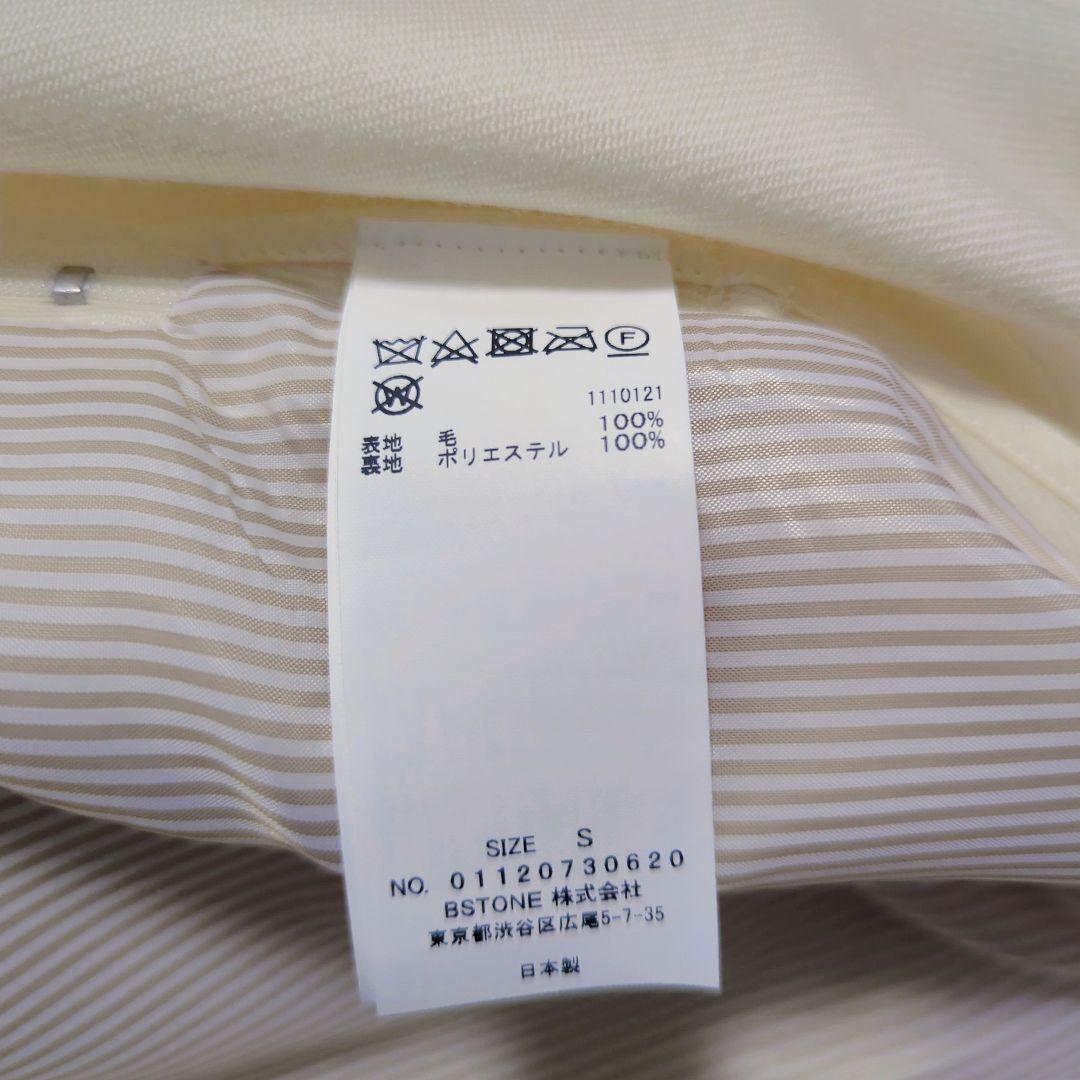 F
W
1110121
表地 毛 100%
裏地 ポリエステル 100%
SIZE S
NO. 01120730620
BSTONE 株式会社
東京都渋谷区広尾5-7-35
日本製